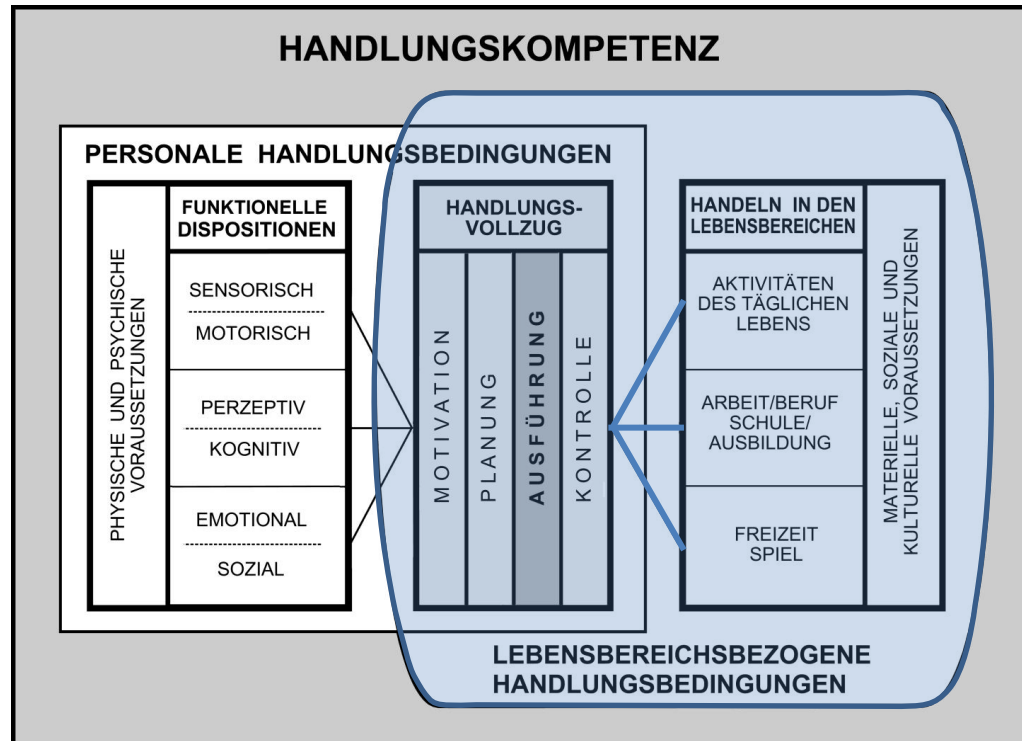 HANDLUNGSKOMPETENZ
PERSONALE HANDLUNGSBEDINGUNGEN
PHYSISCHE UND PSYCHISCHE
VORAUSSETZUNGEN
FUNKTIONELLE
DISPOSITIONEN
SENSORISCH
MOTORISCH
PERZEPTIV
KOGNITIV
EMOTIONAL
SOZIAL
HANDLUNGS-
VOLLZUG
MOTIVATION
PLANUNG
AUSFÜHRUNG
KONTROLLE
HANDELN IN DEN
LEBENSBEREICHEN
AKTIVITÄTEN
DES TÄGLICHEN
LEBENS
ARBEIT/BERUF
SCHULE/
AUSBILDUNG
FREIZEIT
SPIEL
MATERIELLE, SOZIALE UND
KULTURELLE VORAUSSETZUNGEN
LEBENSBEREICHSBEZOGENE
HANDLUNGSBEDINGUNGEN